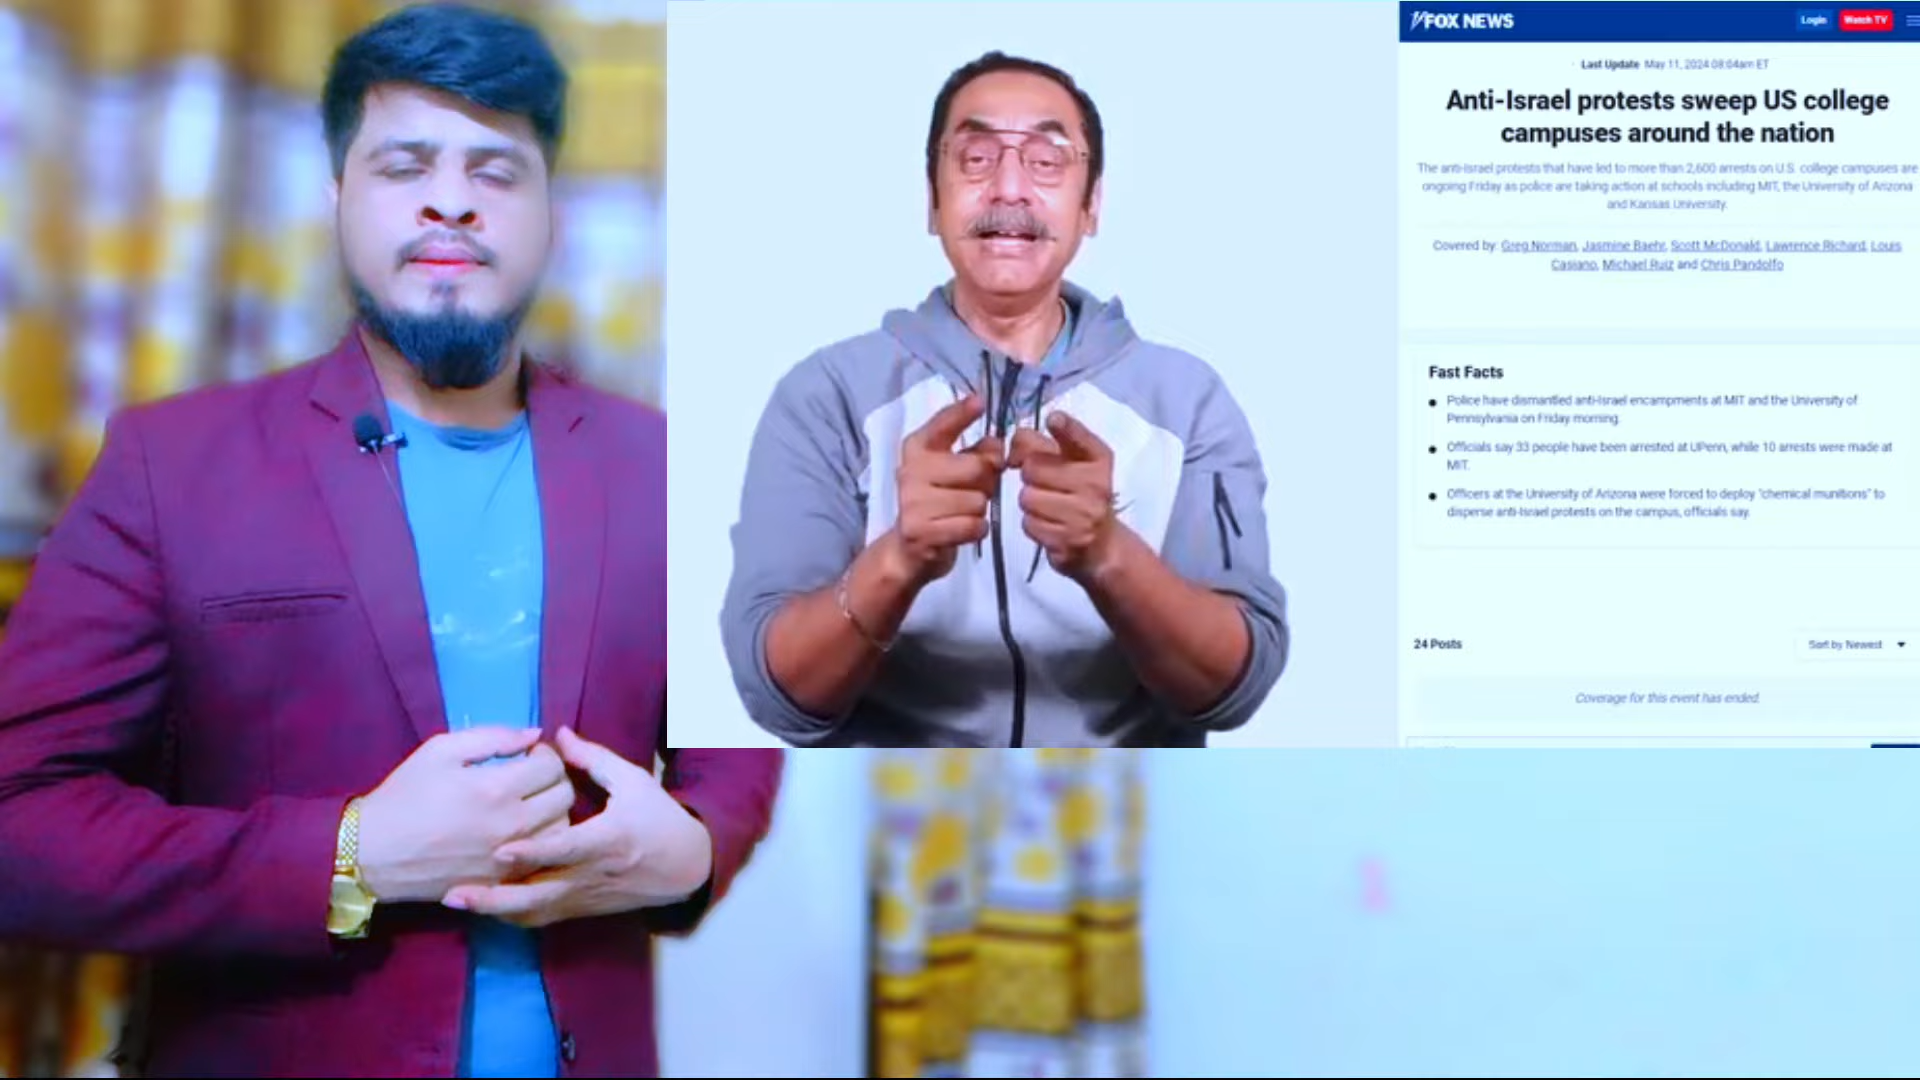 FOX NEWS
Login
Watch TV
Last Update May 11, 2024 08:04am ET
Anti-Israel protests sweep US college
campuses around the nation
The anti-Israel protests that have led to more than 2,600 arrests on U.S. college campuses are
ongoing Friday as police are taking action at schools including MIT, the University of Arizona
and Kansas University.
Covered by: Greg Norman, Jasmine Baehr, Scott McDonald, Lawrence Richard, Louis
Casiano, Michael Ruiz and Chris Pandolfo
Fast Facts
Police have dismantled anti-Israel encampments at MIT and the University of
Pennsylvania on Friday morning.
Officials say 33 people have been arrested at UPenn, while 10 arrests were made at
MIT.
Officers at the University of Arizona were forced to deploy "chemical munitions" to
disperse anti-Israel protests on the campus, officials say.
24 Posts
Sort by Newest
Coverage for this event has ended.